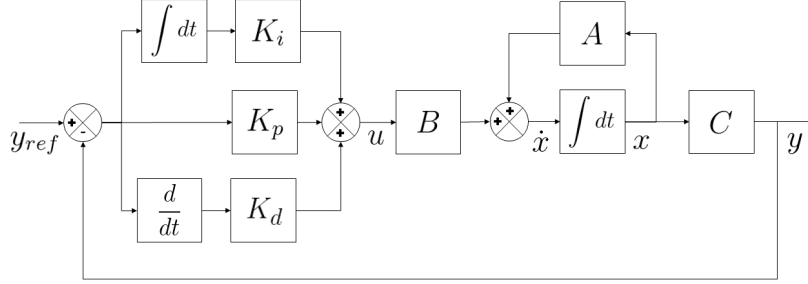 ∫ dt
K_i
A
y_ref
+
-
K_p
+
+
+
u
B
+
+
ẋ
∫ dt
x
C
y
d/dt
K_d